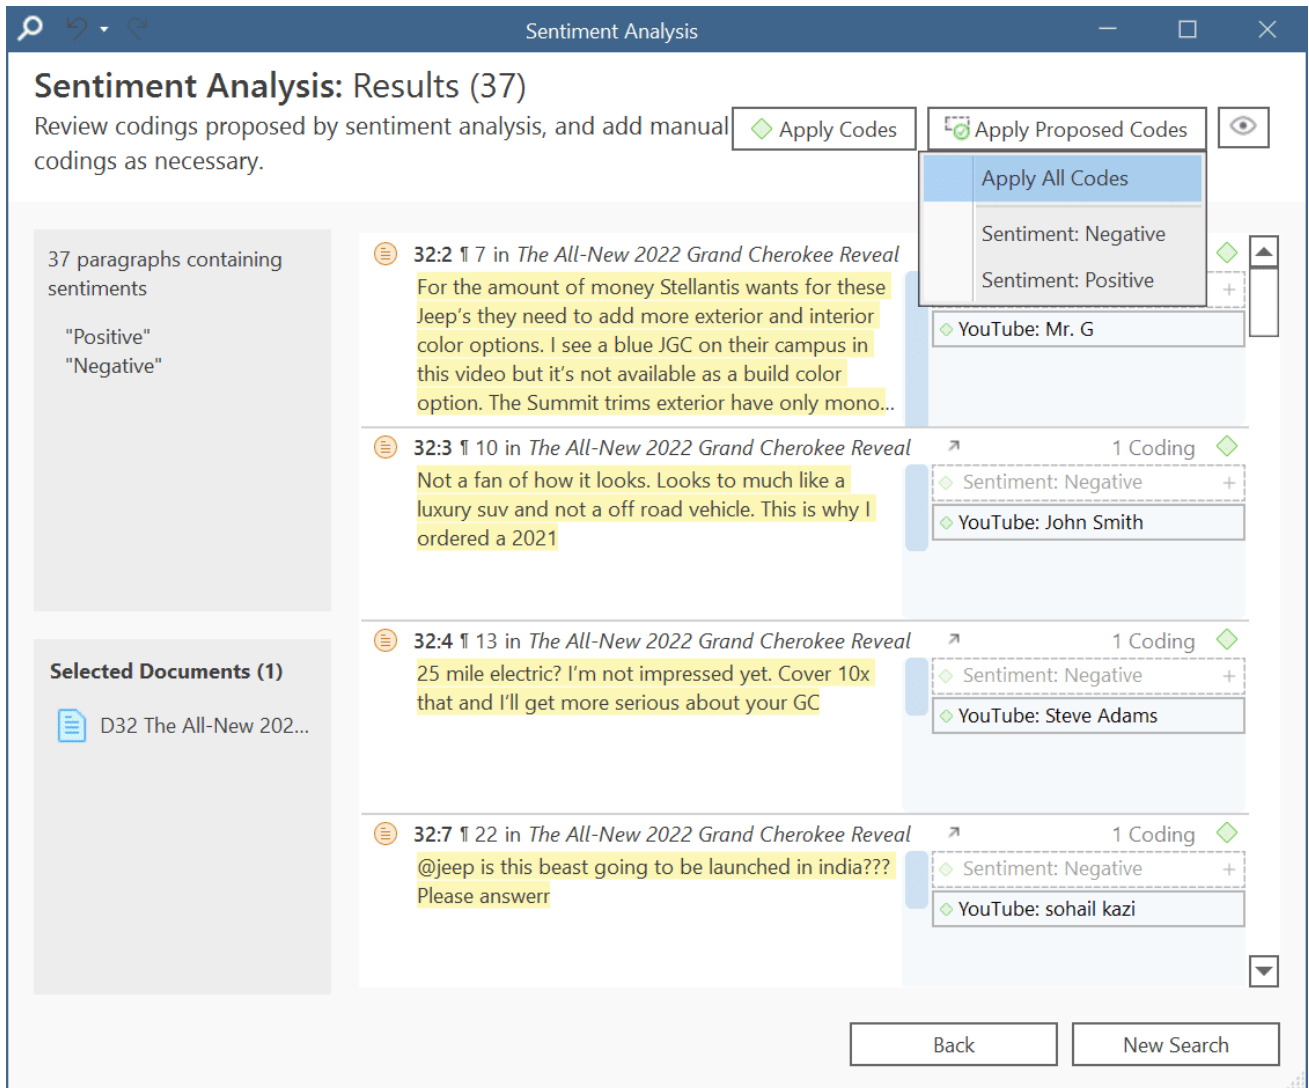 Sentiment Analysis
Sentiment Analysis: Results (37)
Review codings proposed by sentiment analysis, and add manual
codings as necessary.
Apply Codes
Apply Proposed Codes
Apply All Codes
Sentiment: Negative
Sentiment: Positive
37 paragraphs containing
sentiments
"Positive"
"Negative"
Selected Documents (1)
D32 The All-New 202...
32:2 ¶ 7 in The All-New 2022 Grand Cherokee Reveal
For the amount of money Stellantis wants for these
Jeep's they need to add more exterior and interior
color options. I see a blue JGC on their campus in
this video but it's not available as a build color
option. The Summit trims exterior have only mono...
+
YouTube: Mr. G
32:3 ¶ 10 in The All-New 2022 Grand Cherokee Reveal
1 Coding
Not a fan of how it looks. Looks to much like a
luxury suv and not a off road vehicle. This is why I
ordered a 2021
Sentiment: Negative +
YouTube: John Smith
32:4 ¶ 13 in The All-New 2022 Grand Cherokee Reveal
1 Coding
25 mile electric? I'm not impressed yet. Cover 10x
that and I'll get more serious about your GC
Sentiment: Negative +
YouTube: Steve Adams
32:7 ¶ 22 in The All-New 2022 Grand Cherokee Reveal
1 Coding
@jeep is this beast going to be launched in india???
Please answerr
Sentiment: Negative +
YouTube: sohail kazi
Back
New Search